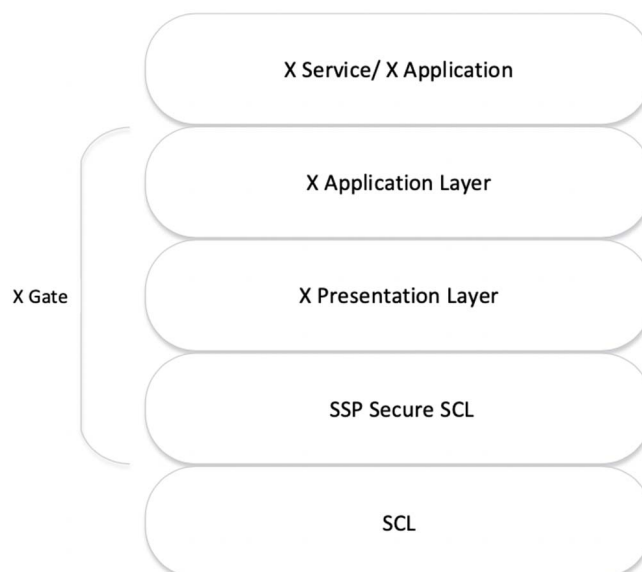 X Service/ X Application
X Application Layer
X Gate
X Presentation Layer
SSP Secure SCL
SCL